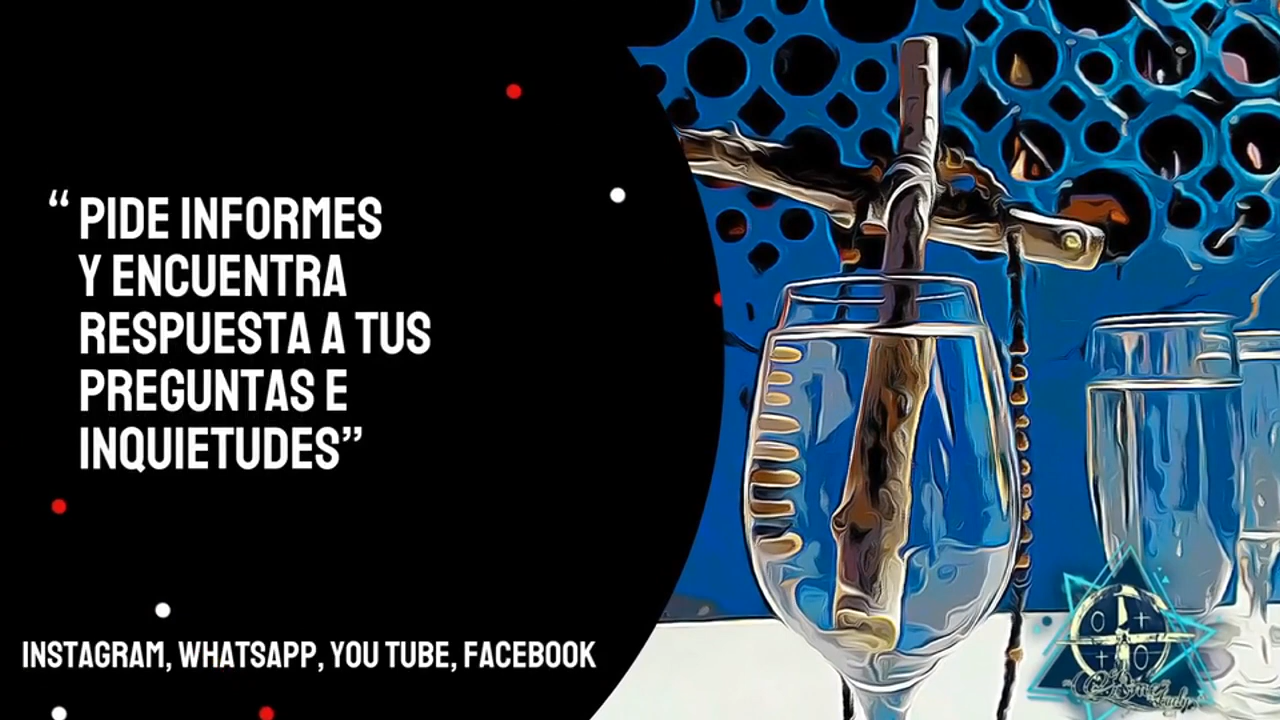 “ PIDE INFORMES
Y ENCUENTRA
RESPUESTA A TUS
PREGUNTAS E
INQUIETUDES”
INSTAGRAM, WHATSAPP, YOU TUBE, FACEBOOK